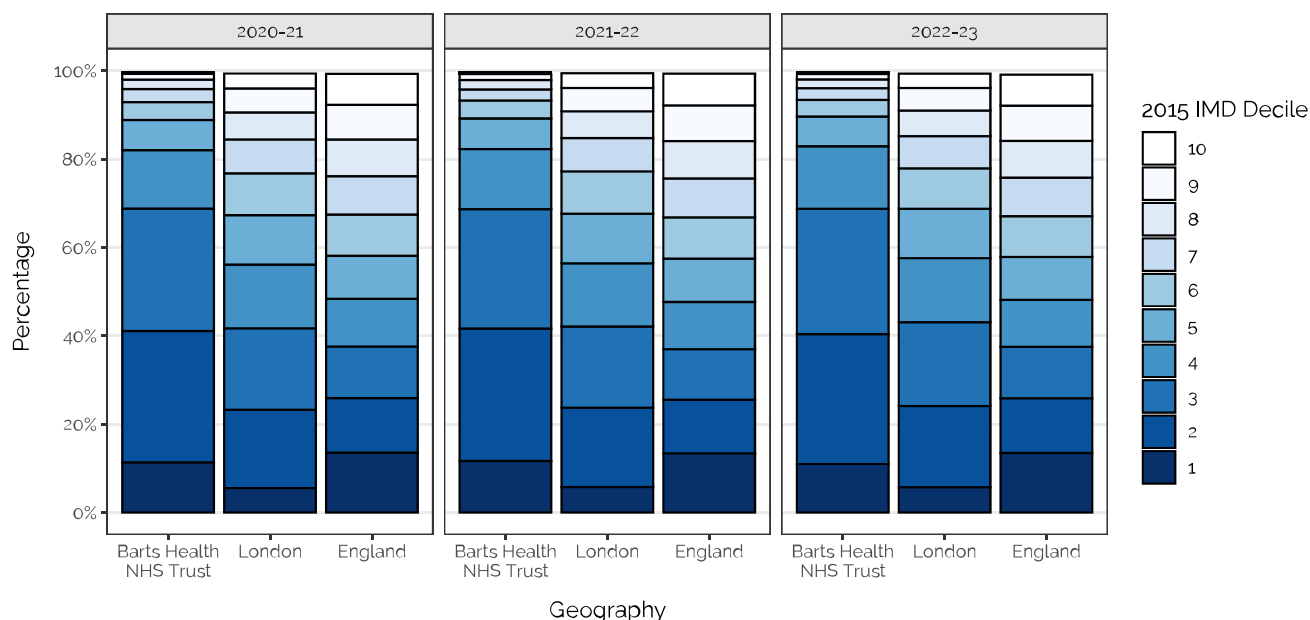 2020-21
2021-22
2022-23
100%
80%
60%
40%
20%
0%
Percentage
Barts Health
NHS Trust
London
England
Barts Health
NHS Trust
London
England
Barts Health
NHS Trust
London
England
Geography
2015 IMD Decile
10
9
8
7
6
5
4
3
2
1